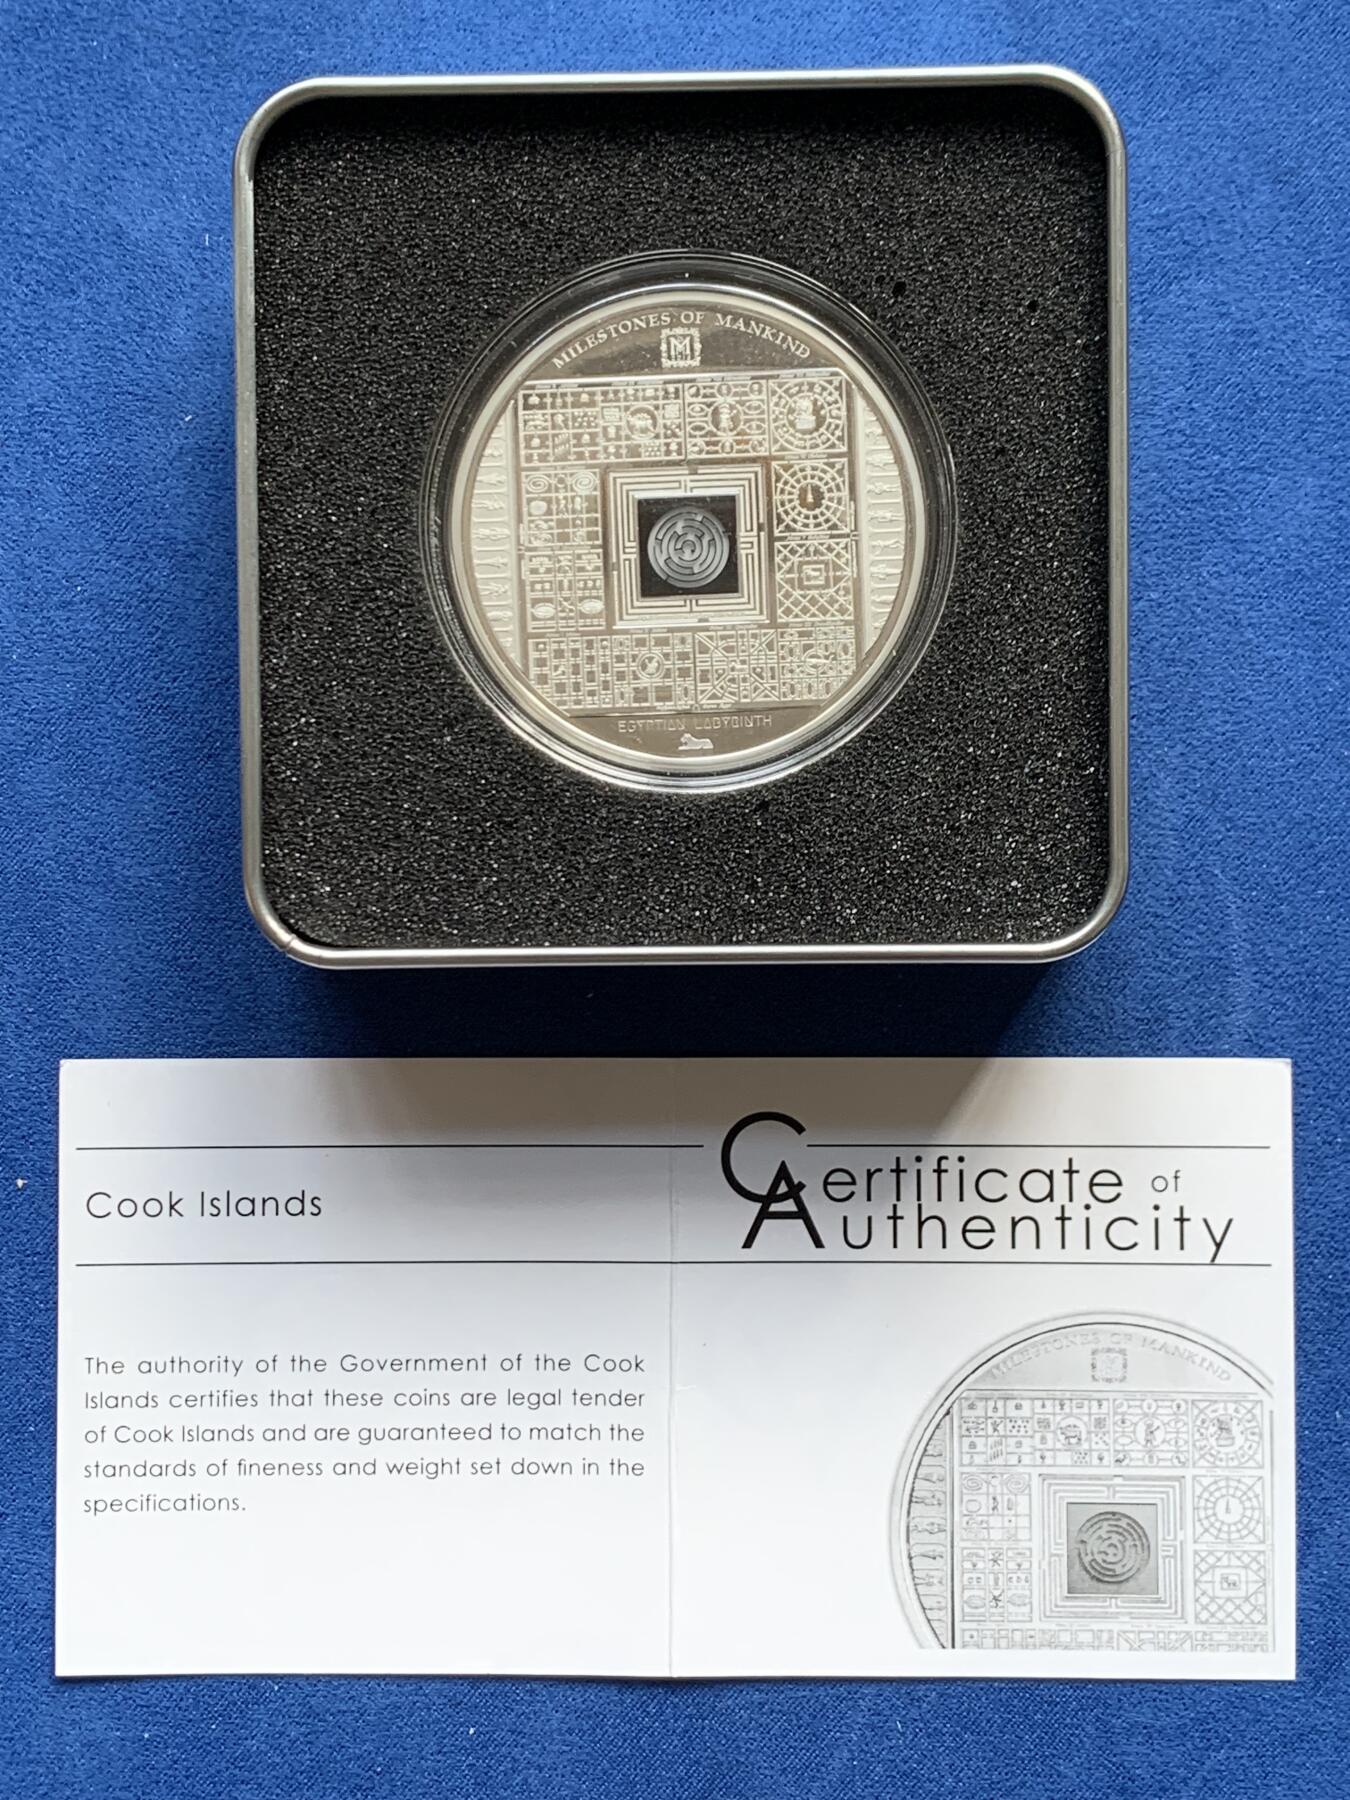 MILESTONES OF MANKIND
M
EGYPTIAN LABYRINTH
Cook Islands
Certificate of
Authenticity
The authority of the Government of the Cook
Islands certifies that these coins are legal tender
of Cook Islands and are guaranteed to match the
standards of fineness and weight set down in the
specifications.
MILESTONES OF MANKIND